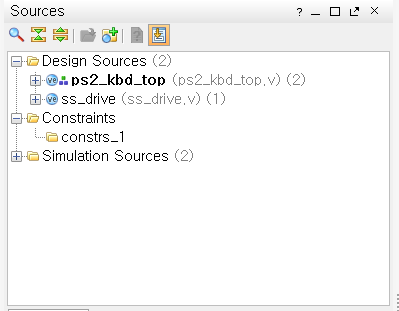 Sources
Design Sources (2)
ps2_kbd_top (ps2_kbd_top.v) (2)
ss_drive (ss_drive.v) (1)
Constraints
constrs_1
Simulation Sources (2)